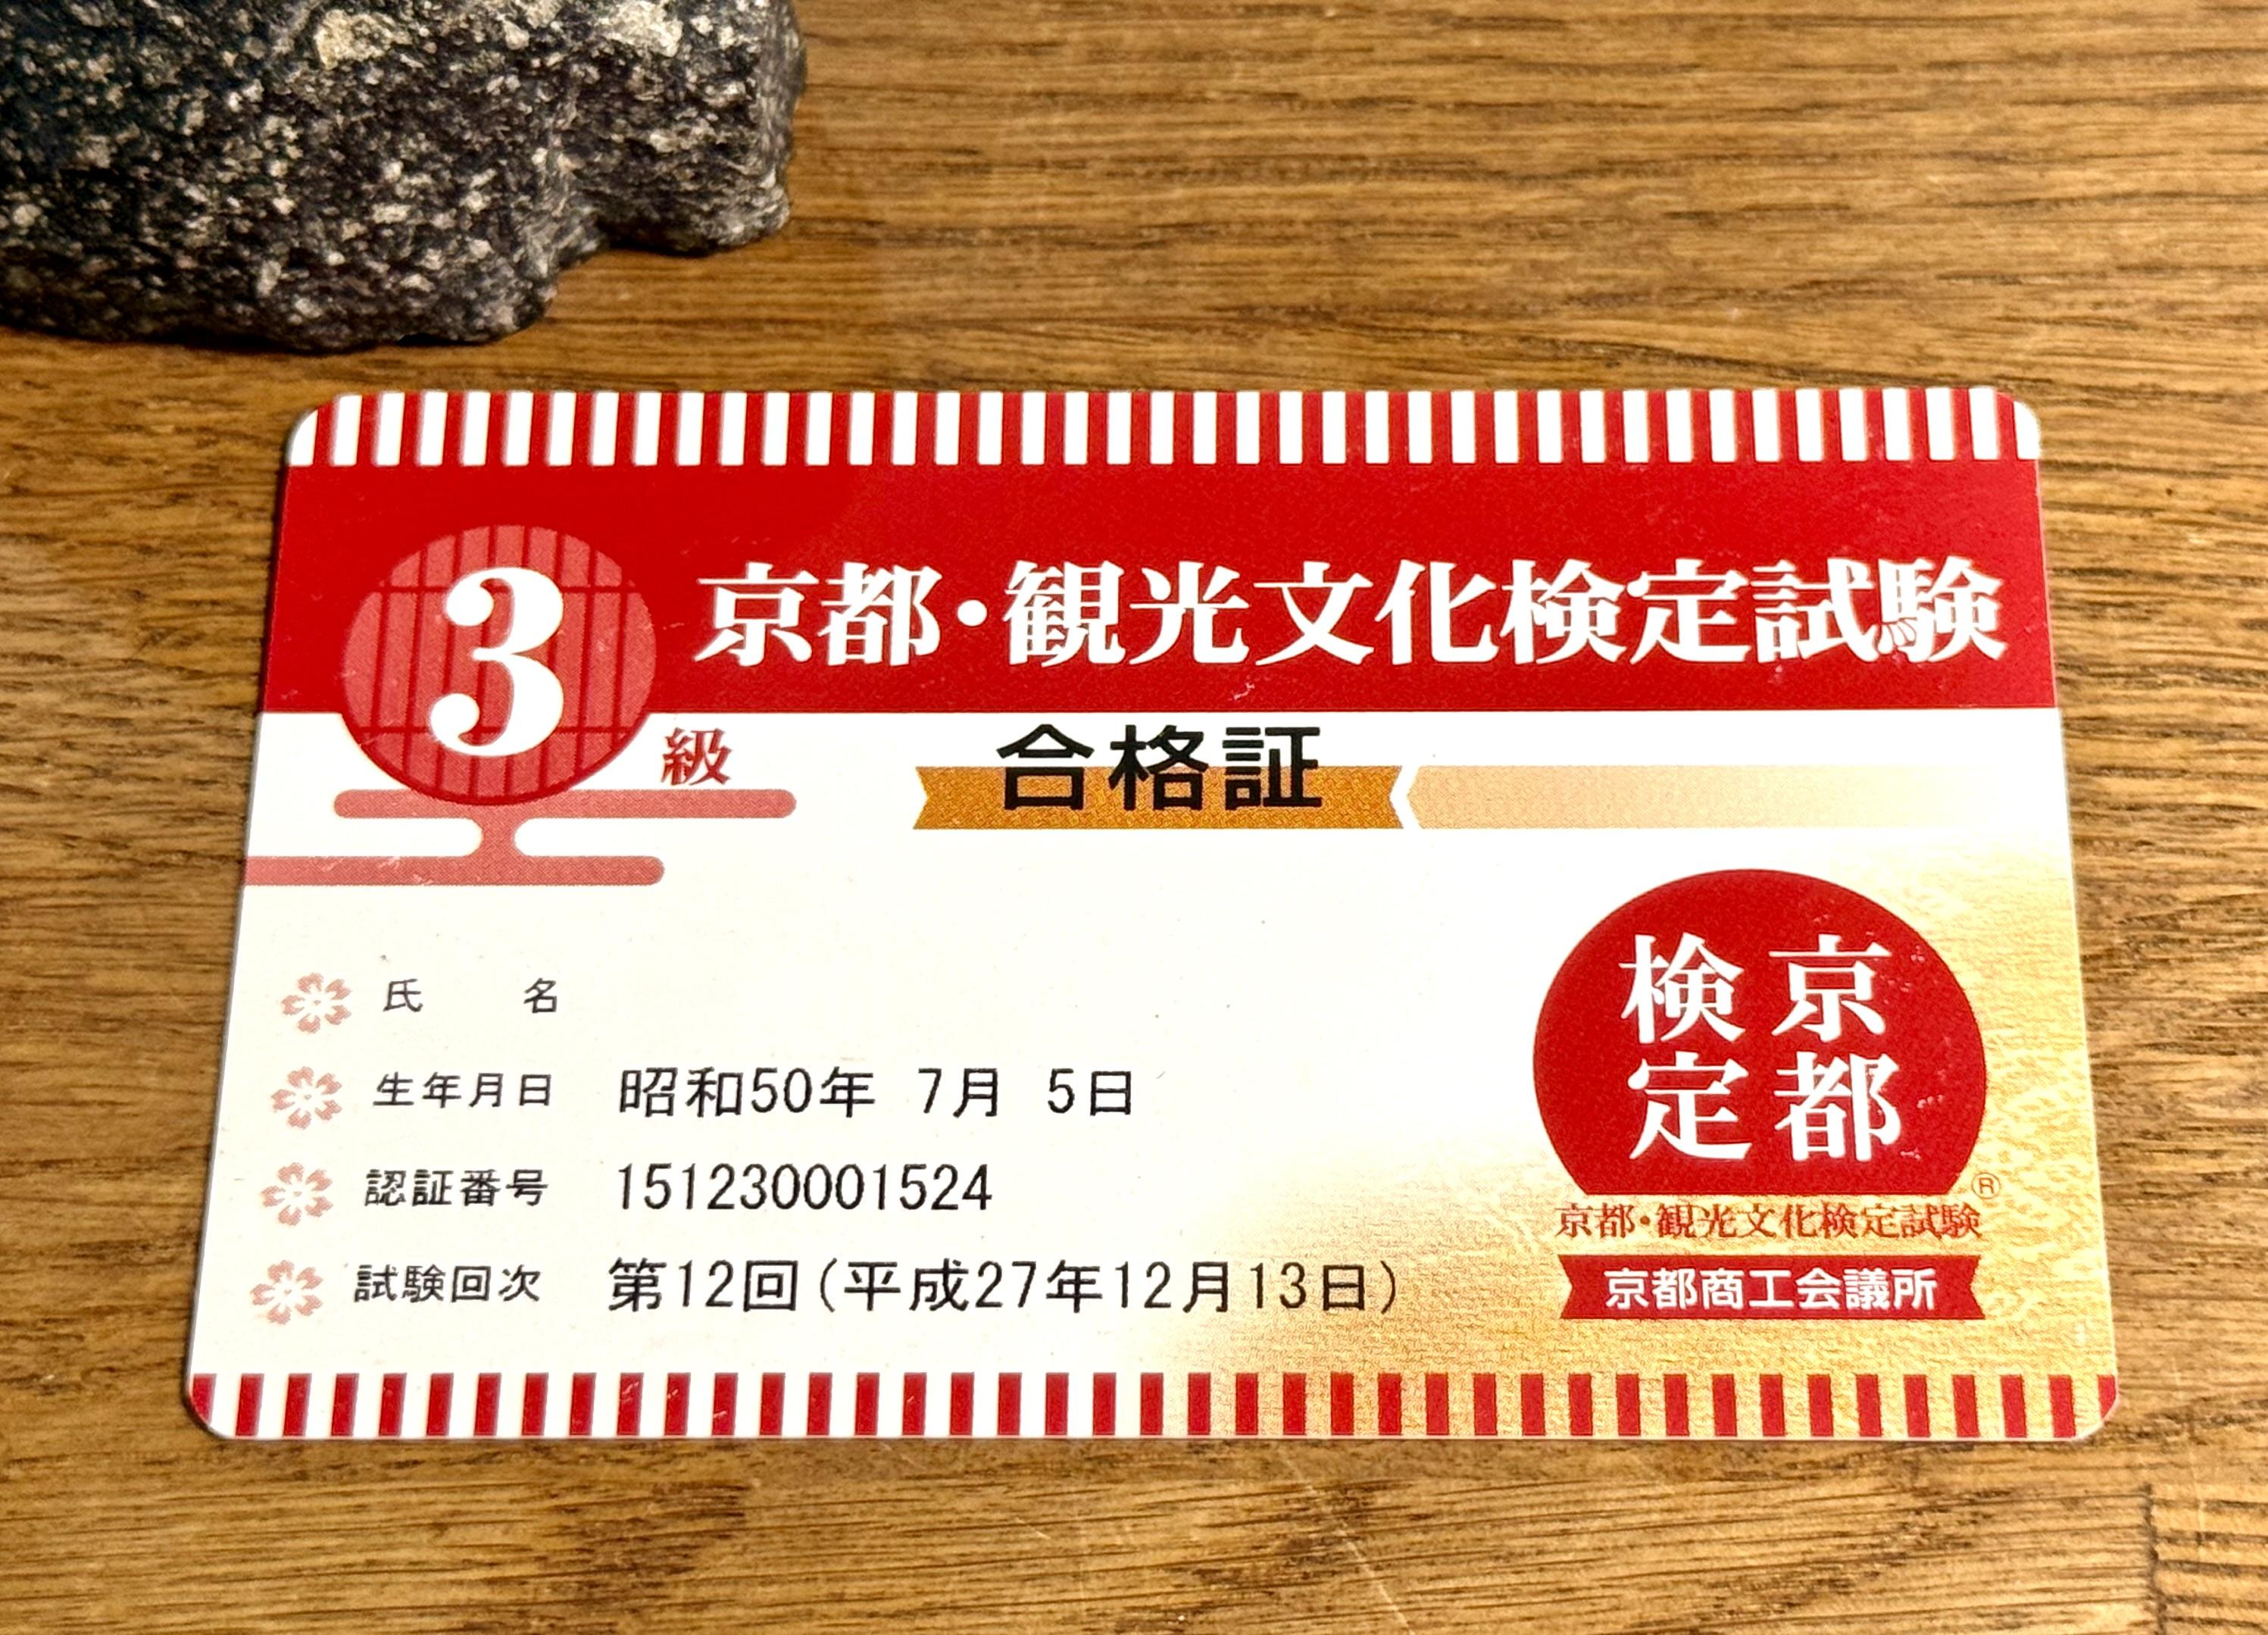 3級
京都・観光文化検定試験
合格証
氏　名
生年月日 昭和50年 7月 5日
認証番号 151230001524
試験回次 第12回(平成27年12月13日)
京都
検定
®
京都・観光文化検定試験
京都商工会議所